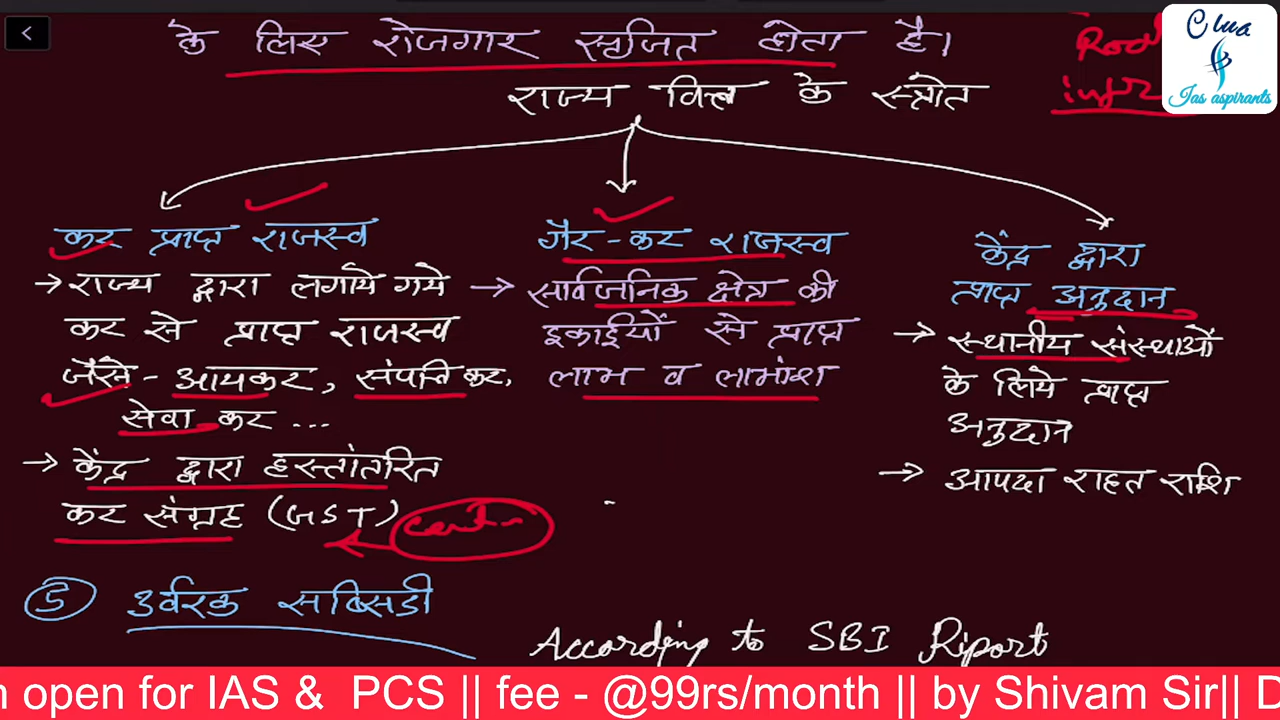 के लिए रोजगार सृजित होता है।
Clua
Ias aspirants
राज्य वित्त के स्त्रोत
कर प्राप्त राजस्व
→ राज्य द्वारा लगाये गये
कर से प्राप्त राजस्व
जैसे - आयकर, संपत्ति कर,
सेवा कर ...
→ केंद्र द्वारा हस्तांतरित
कर संग्रह (GST)
गैर-कर राजस्व
→ सार्वजनिक क्षेत्र की
इकाईयों से प्राप्त
लाभ व लाभांश
केंद्र द्वारा
प्राप्त अनुदान
→ स्थानीय संस्थाओं
के लिये प्राप्त
अनुदान
→ आपदा राहत राशि
5 उर्वरक सब्सिडी
According to SBI Riport
n open for IAS & PCS || fee - @99rs/month || by Shivam Sir|| D